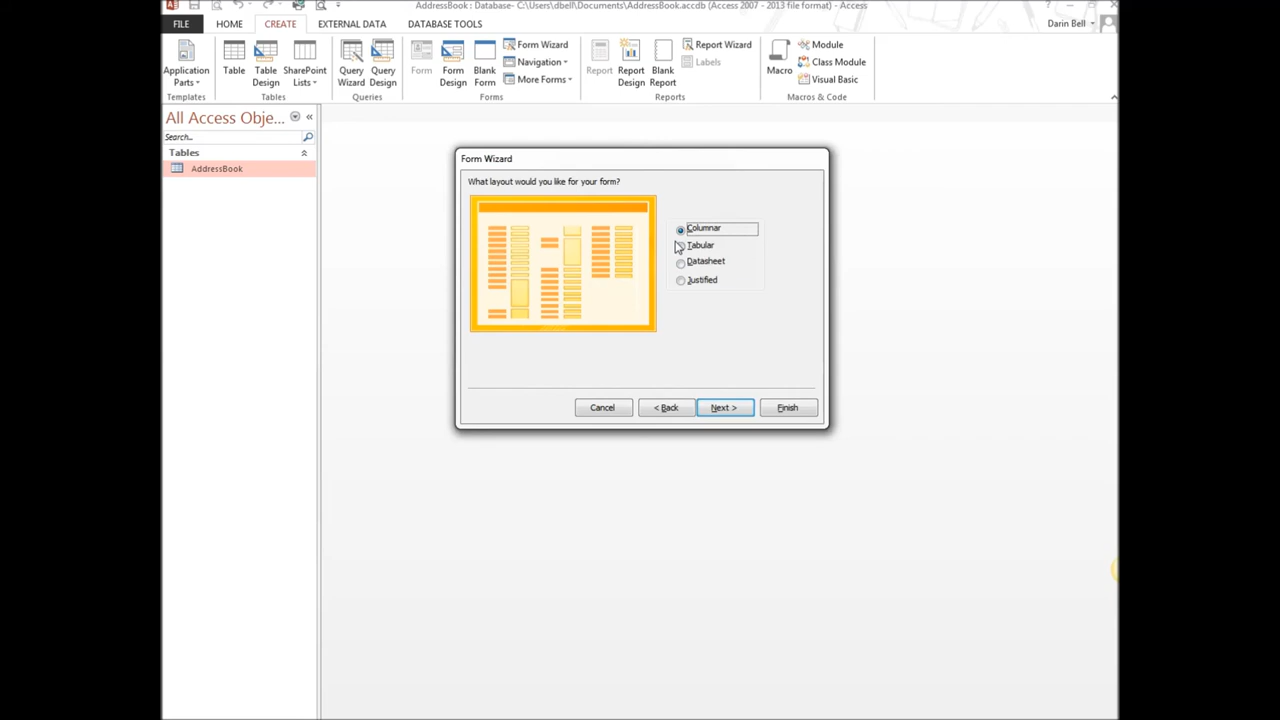 AddressBook : Database- C:\Users\dbell\Documents\AddressBook.accdb (Access 2007 - 2013 file format) - Access
FILE HOME CREATE EXTERNAL DATA DATABASE TOOLS Darin Bell
Application Parts
Table
Table Design
SharePoint Lists
Query Wizard
Query Design
Form
Form Design
Blank Form
Form Wizard
Navigation
More Forms
Report
Report Design
Blank Report
Report Wizard
Labels
Macro
Module
Class Module
Visual Basic
Templates Tables Queries Forms Reports Macros & Code
All Access Obje...
Search...
Tables
AddressBook
Form Wizard
What layout would you like for your form?
Columnar
Tabular
Datasheet
Justified
Cancel < Back Next > Finish